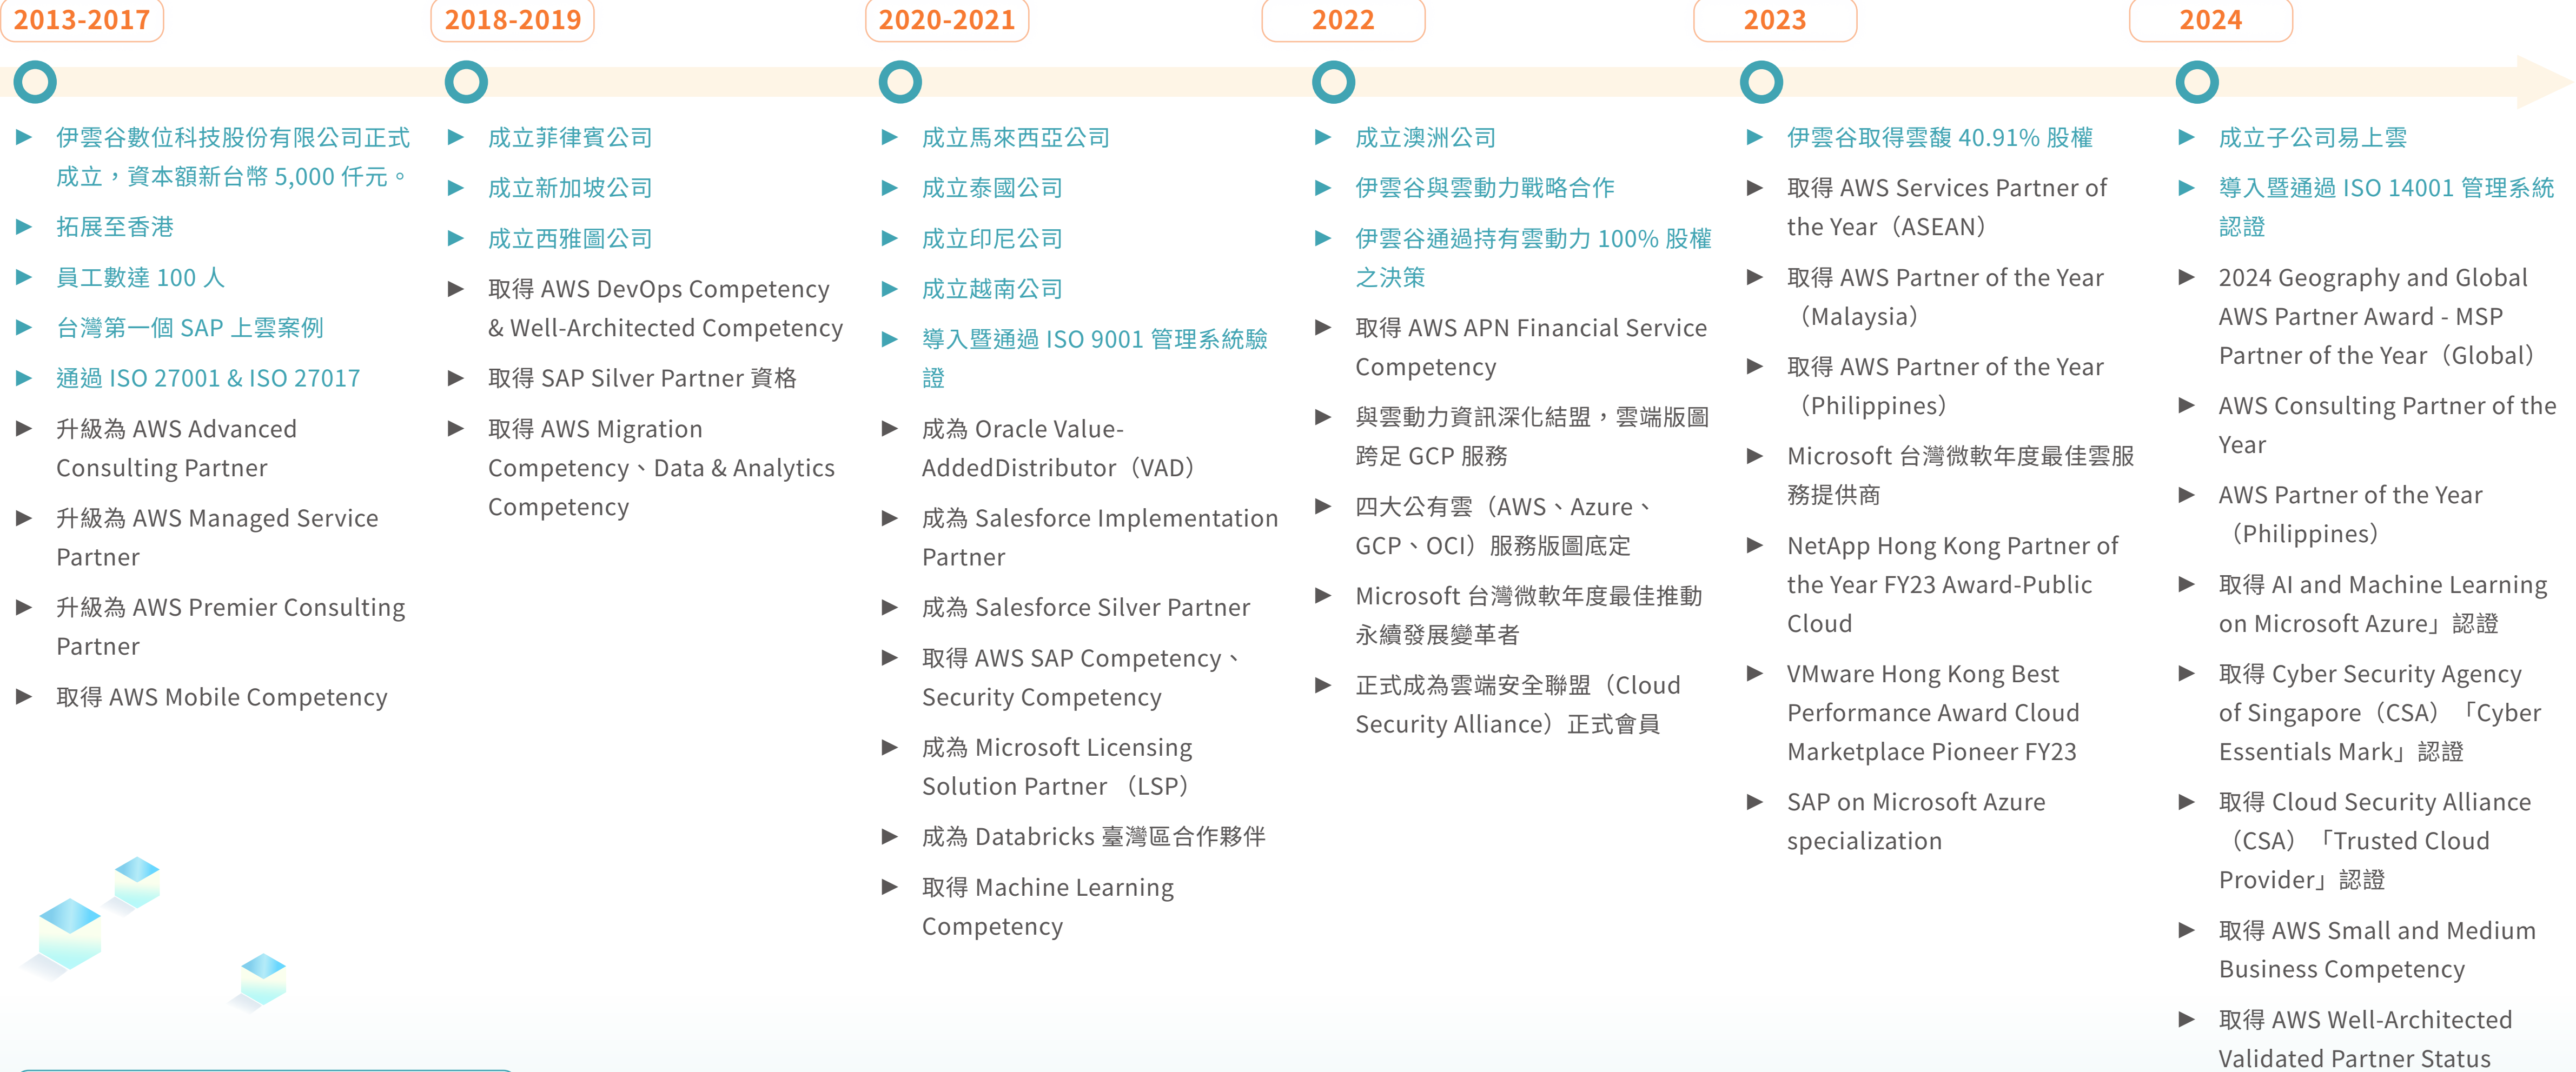 2013-2017
伊雲谷數位科技股份有限公司正式
成立，資本額新台幣 5,000 仟元。
拓展至香港
員工數達 100 人
台灣第一個 SAP 上雲案例
通過 ISO 27001 & ISO 27017
升級為 AWS Advanced
Consulting Partner
升級為 AWS Managed Service
Partner
升級為 AWS Premier Consulting
Partner
取得 AWS Mobile Competency
2018-2019
成立菲律賓公司
成立新加坡公司
成立西雅圖公司
取得 AWS DevOps Competency
& Well-Architected Competency
取得 SAP Silver Partner 資格
取得 AWS Migration
Competency、Data & Analytics
Competency
2020-2021
成立馬來西亞公司
成立泰國公司
成立印尼公司
成立越南公司
導入暨通過 ISO 9001 管理系統驗
證
成為 Oracle Value-
AddedDistributor（VAD）
成為 Salesforce Implementation
Partner
成為 Salesforce Silver Partner
取得 AWS SAP Competency、
Security Competency
成為 Microsoft Licensing
Solution Partner （LSP）
成為 Databricks 臺灣區合作夥伴
取得 Machine Learning
Competency
2022
成立澳洲公司
伊雲谷與雲動力戰略合作
伊雲谷通過持有雲動力 100% 股權
之決策
取得 AWS APN Financial Service
Competency
與雲動力資訊深化結盟，雲端版圖
跨足 GCP 服務
四大公有雲（AWS、Azure、
GCP、OCI）服務版圖底定
Microsoft 台灣微軟年度最佳推動
永續發展變革者
正式成為雲端安全聯盟（Cloud
Security Alliance）正式會員
2023
伊雲谷取得雲馥 40.91% 股權
取得 AWS Services Partner of
the Year（ASEAN）
取得 AWS Partner of the Year
（Malaysia）
取得 AWS Partner of the Year
（Philippines）
Microsoft 台灣微軟年度最佳雲服
務提供商
NetApp Hong Kong Partner of
the Year FY23 Award-Public
Cloud
VMware Hong Kong Best
Performance Award Cloud
Marketplace Pioneer FY23
SAP on Microsoft Azure
specialization
2024
成立子公司易上雲
導入暨通過 ISO 14001 管理系統
認證
2024 Geography and Global
AWS Partner Award - MSP
Partner of the Year（Global）
AWS Consulting Partner of the
Year
AWS Partner of the Year
（Philippines）
取得 AI and Machine Learning
on Microsoft Azure」認證
取得 Cyber Security Agency
of Singapore（CSA）「Cyber
Essentials Mark」認證
取得 Cloud Security Alliance
（CSA）「Trusted Cloud
Provider」認證
取得 AWS Small and Medium
Business Competency
取得 AWS Well-Architected
Validated Partner Status